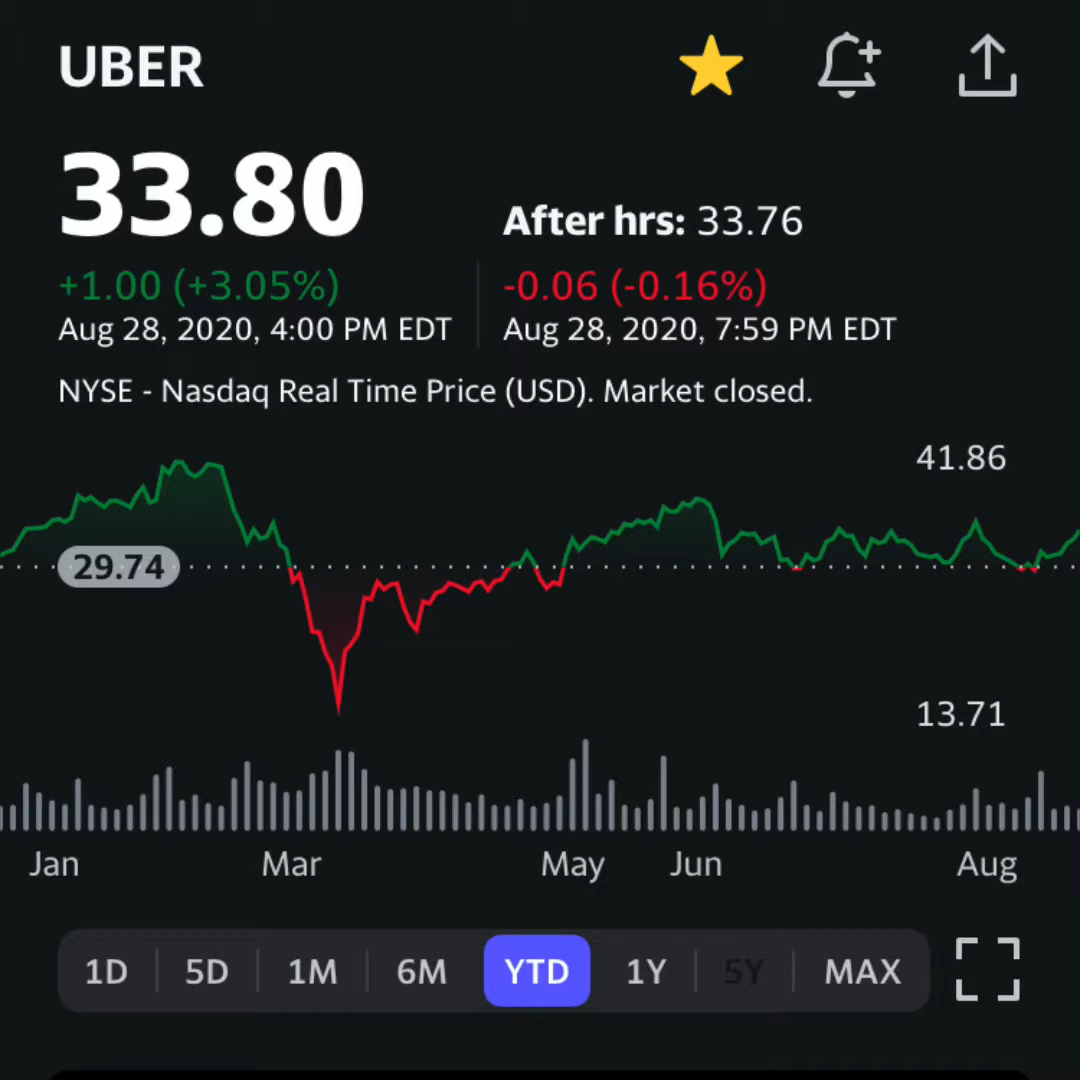 UBER
33.80
After hrs: 33.76
+1.00 (+3.05%)
-0.06 (-0.16%)
Aug 28, 2020, 4:00 PM EDT
Aug 28, 2020, 7:59 PM EDT
NYSE - Nasdaq Real Time Price (USD). Market closed.
41.86
29.74
13.71
Jan Mar May Jun Aug
1D 5D 1M 6M YTD 1Y 5Y MAX